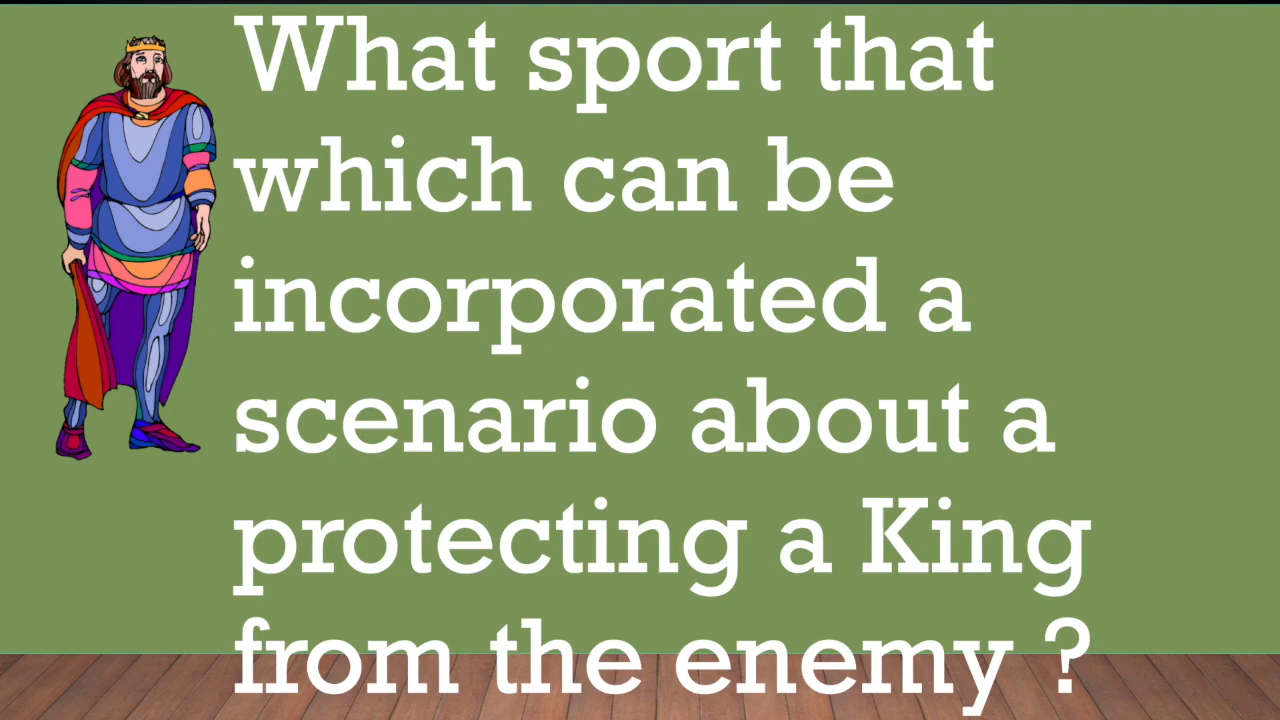 What sport that
which can be
incorporated a
scenario about a
protecting a King
from the enemy ?